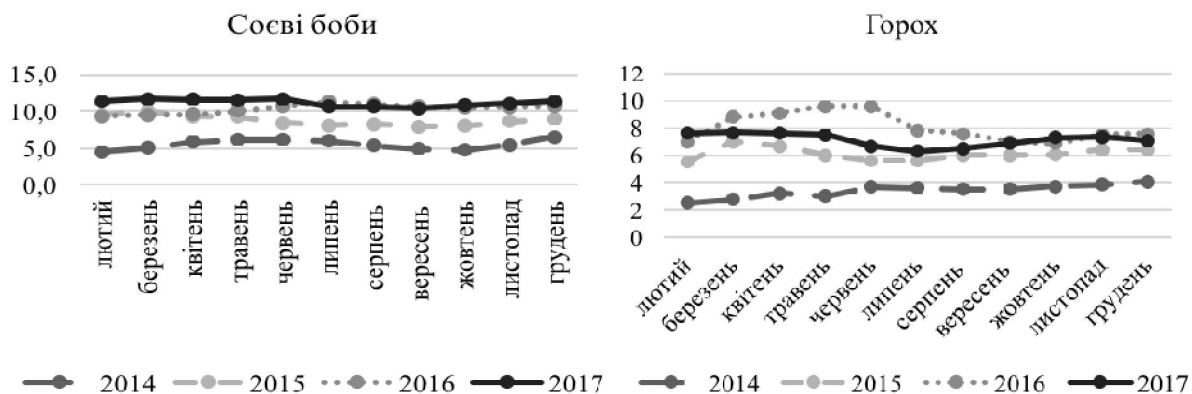 Соєві боби
15,0
10,0
5,0
0,0
лютий
березень
квітень
травень
червень
липень
серпень
вересень
жовтень
листопад
грудень
2014
2015
2016
2017
Горох
12
10
8
6
4
2
0
лютий
березень
квітень
травень
червень
липень
серпень
вересень
жовтень
листопад
грудень
2014
2015
2016
2017